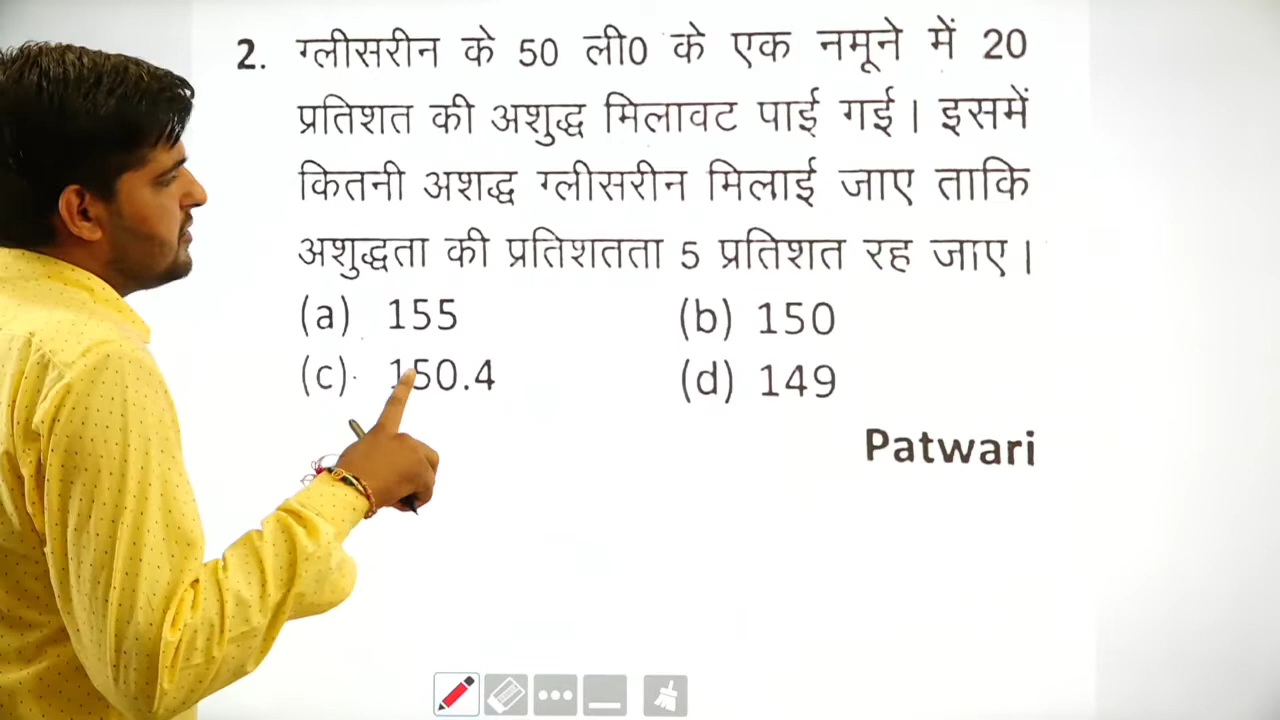 2. ग्लीसरीन के 50 ली0 के एक नमूने में 20
प्रतिशत की अशुद्ध मिलावट पाई गई। इसमें
कितनी अशद्ध ग्लीसरीन मिलाई जाए ताकि
अशुद्धता की प्रतिशतता 5 प्रतिशत रह जाए।
(a) 155 (b) 150
(c) 150.4 (d) 149
Patwari